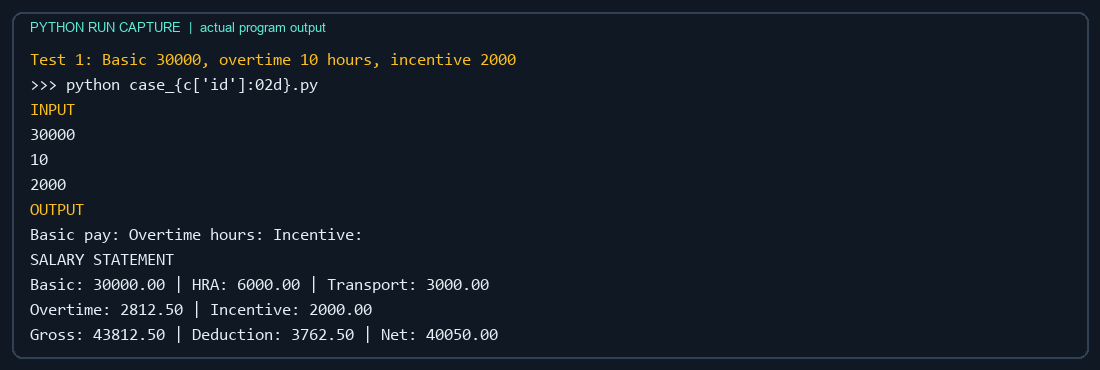 PYTHON RUN CAPTURE | actual program output
Test 1: Basic 30000, overtime 10 hours, incentive 2000
>>> python case_{c['id']:02d}.py
INPUT
30000
10
2000
OUTPUT
Basic pay: Overtime hours: Incentive:
SALARY STATEMENT
Basic: 30000.00 | HRA: 6000.00 | Transport: 3000.00
Overtime: 2812.50 | Incentive: 2000.00
Gross: 43812.50 | Deduction: 3762.50 | Net: 40050.00